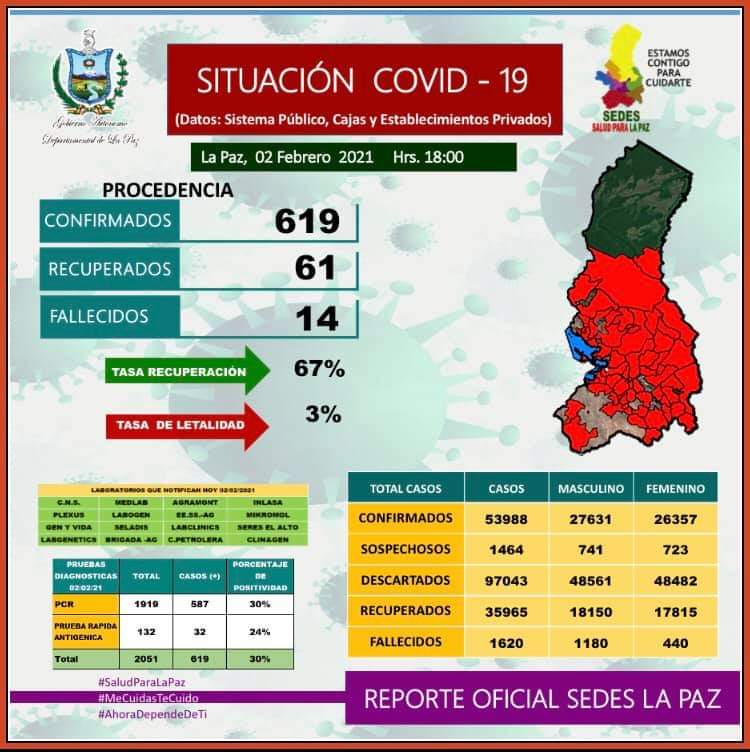 Gobierno Autonomo
Departamental de La Paz
SITUACIÓN COVID - 19
(Datos: Sistema Público, Cajas y Establecimientos Privados)
La Paz, 02 Febrero 2021 Hrs. 18:00
ESTAMOS
CONTIGO
PARA
CUIDARTE
SEDES
SALUD PARA LA PAZ
PROCEDENCIA
CONFIRMADOS 619
RECUPERADOS 61
FALLECIDOS 14
TASA RECUPERACIÓN 67%
TASA DE LETALIDAD 3%
LABORATORIOS QUE NOTIFICAN HOY 02/02/2021
C.N.S. MEDLAB AGRAMONT INLASA
PLEXUS LABOGEN EE.SS.-AG MIKROMOL
GEN Y VIDA SELADIS LABCLINICS SERES EL ALTO
LABGENETICS BRIGADA -AG C.PETROLERA CLINAGEN
PRUEBAS DIAGNOSTICAS 02/02/21 TOTAL CASOS (+) PORCENTAJE DE POSITIVIDAD
PCR 1919 587 30%
PRUEBA RAPIDA ANTIGENICA 132 32 24%
Total 2051 619 30%
TOTAL CASOS CASOS MASCULINO FEMENINO
CONFIRMADOS 53988 27631 26357
SOSPECHOSOS 1464 741 723
DESCARTADOS 97043 48561 48482
RECUPERADOS 35965 18150 17815
FALLECIDOS 1620 1180 440
#SaludParaLaPaz
#MeCuidasTeCuido
#AhoraDependeDeTi
REPORTE OFICIAL SEDES LA PAZ